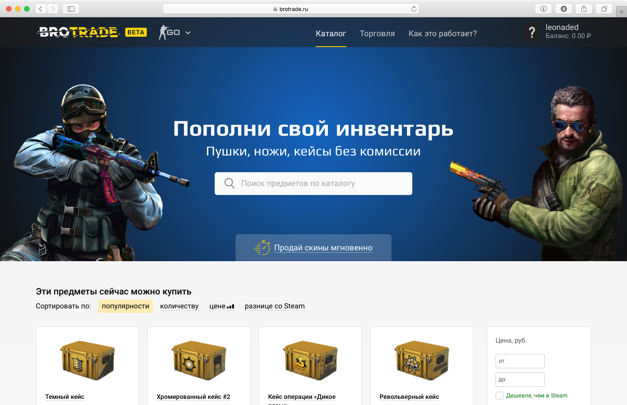 brotrade.ru
BROTRADE BETA GO Каталог Торговля Как это работает? ? leonaded
Баланс: 0.00 ₽
Пополни свой инвентарь
Пушки, ножи, кейсы без комиссии
Поиск предметов по каталогу
Продай скины мгновенно
Эти предметы сейчас можно купить
Сортировать по: популярности количеству цене разнице со Steam
Цена, руб.
от
до
Дешевле, чем в Steam
Темный кейс Хромированный кейс #2 Кейс операции «Дикое Револьверный кейс